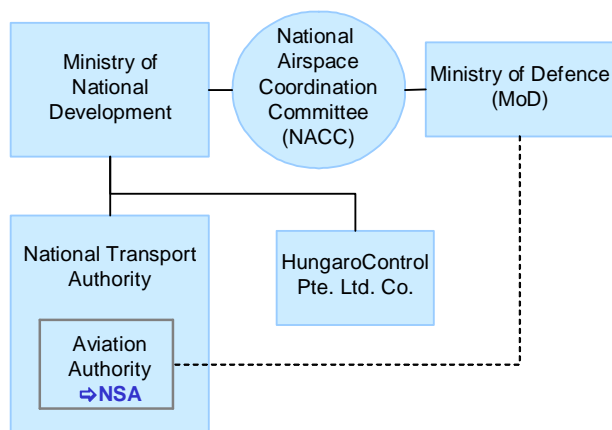 Ministry of
National
Development
National
Airspace
Coordination
Committee
(NACC)
Ministry of Defence
(MoD)
National Transport
Authority
Aviation
Authority
⇨NSA
HungaroControl
Pte. Ltd. Co.